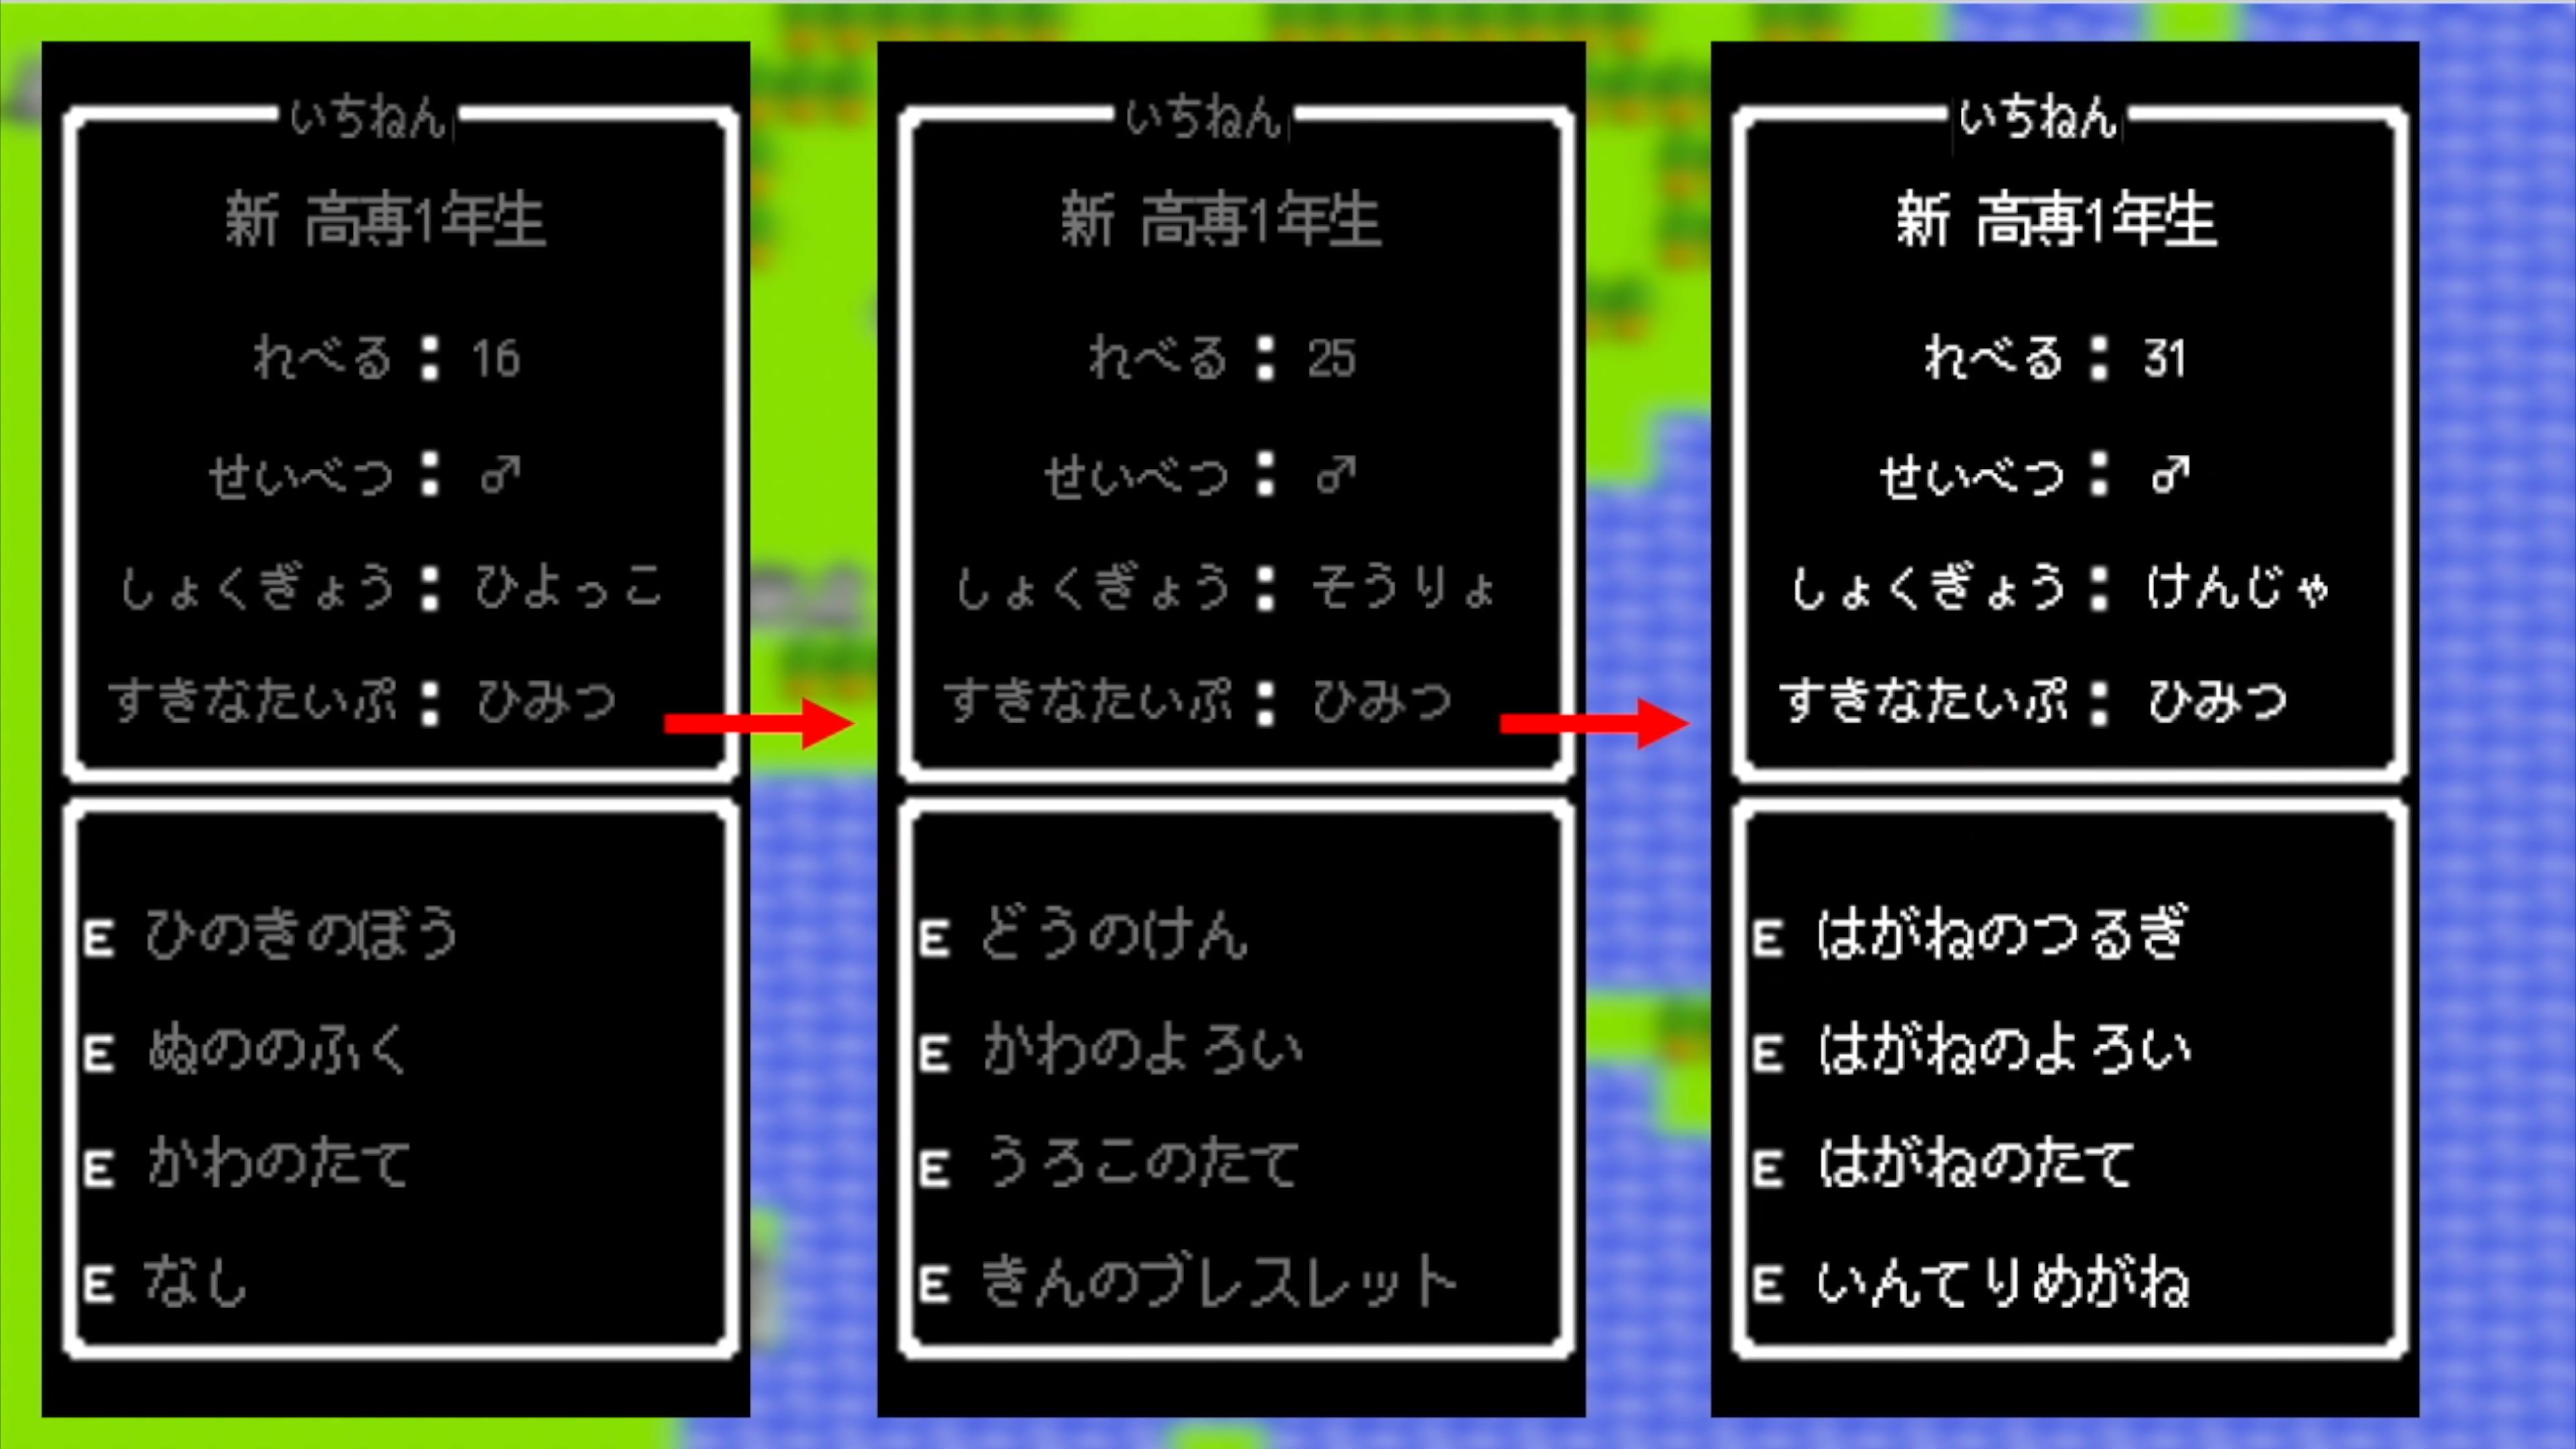 いちねん
新 高専1年生
れべる : 16
せいべつ : ♂
しょくぎょう : ひよっこ
すきなたいぷ : ひみつ
E ひのきのぼう
E ぬののふく
E かわのたて
E なし
いちねん
新 高専1年生
れべる : 25
せいべつ : ♂
しょくぎょう : そうりょ
すきなたいぷ : ひみつ
E どうのけん
E かわのよろい
E うろこのたて
E きんのブレスレット
いちねん
新 高専1年生
れべる : 31
せいべつ : ♂
しょくぎょう : けんじゃ
すきなたいぷ : ひみつ
E はがねのつるぎ
E はがねのよろい
E はがねのたて
E いんてりめがね